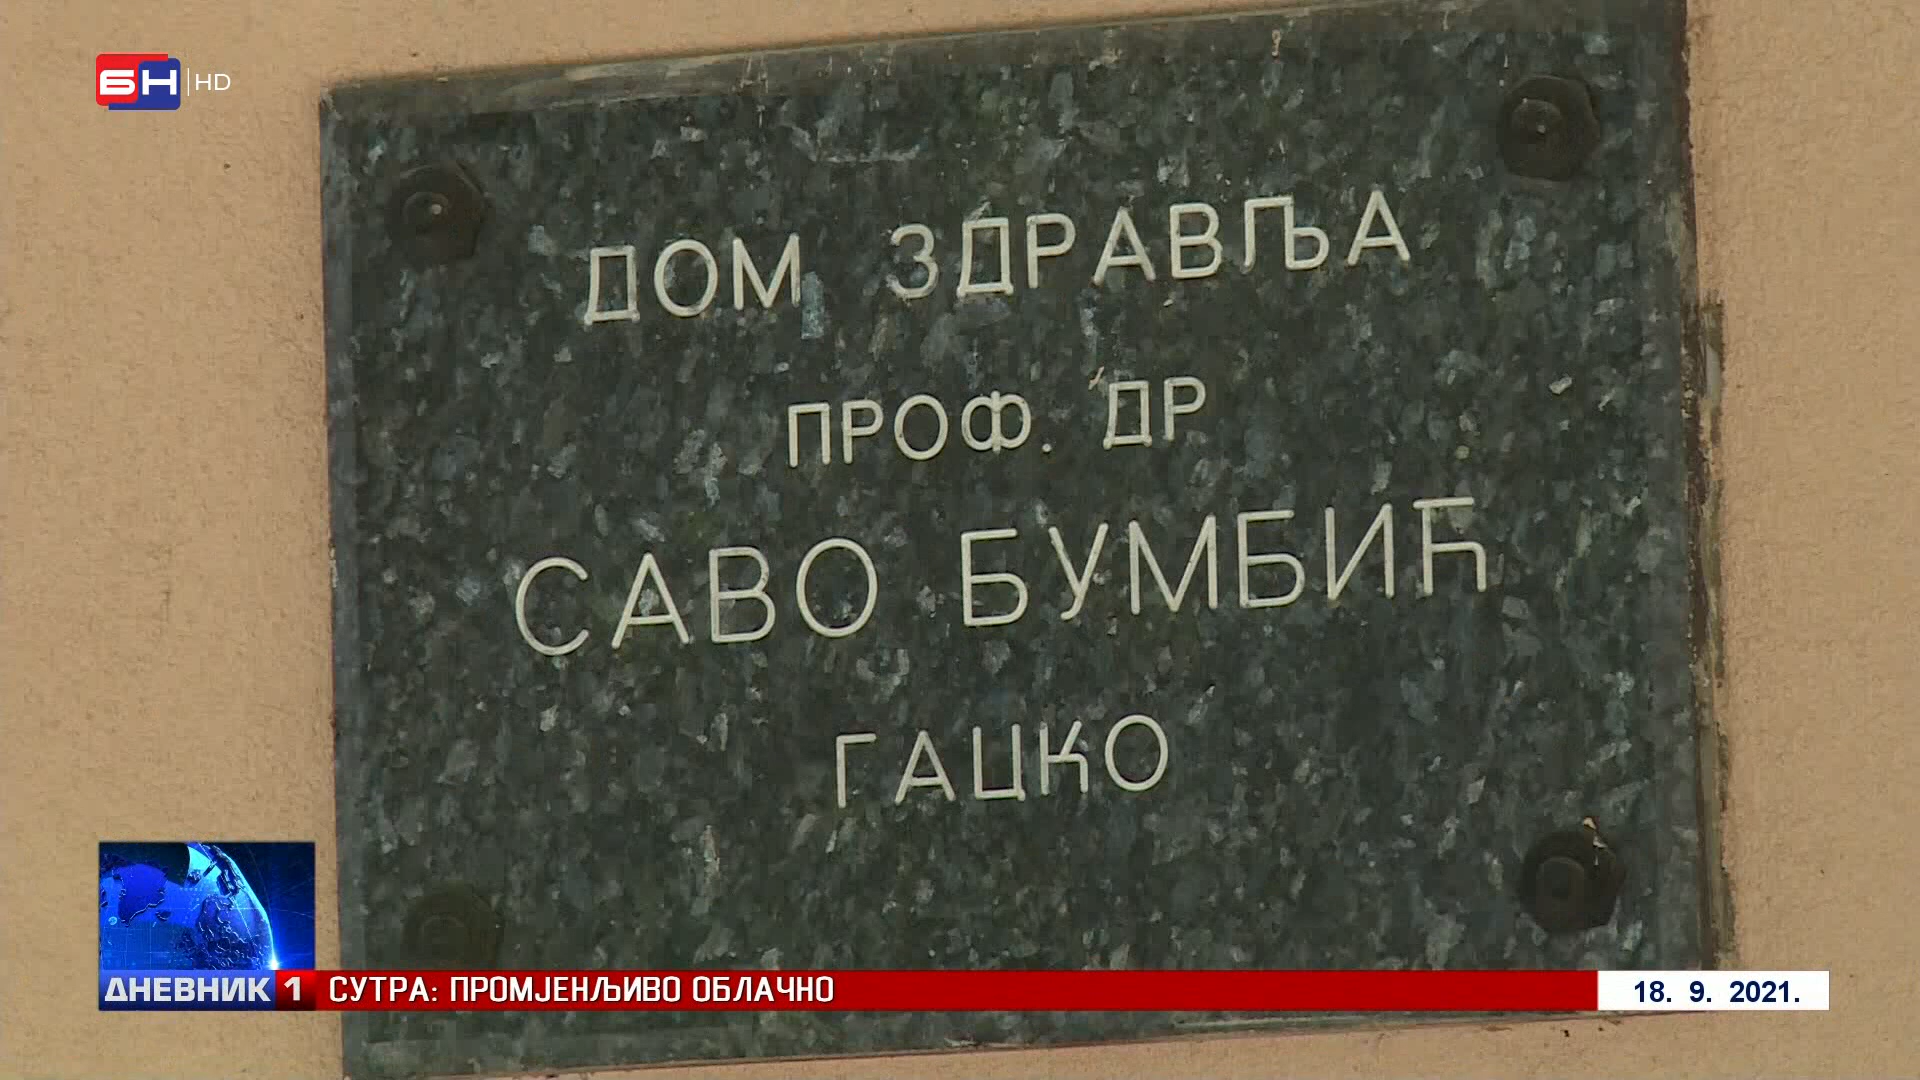 БН HD
ДОМ ЗДРАВЉА
ПРОФ. ДР
САВО БУМБИЋ
ГАЦКО
ДНЕВНИК 1 СУТРА: ПРОМЈЕНЉИВО ОБЛАЧНО 18. 9. 2021.